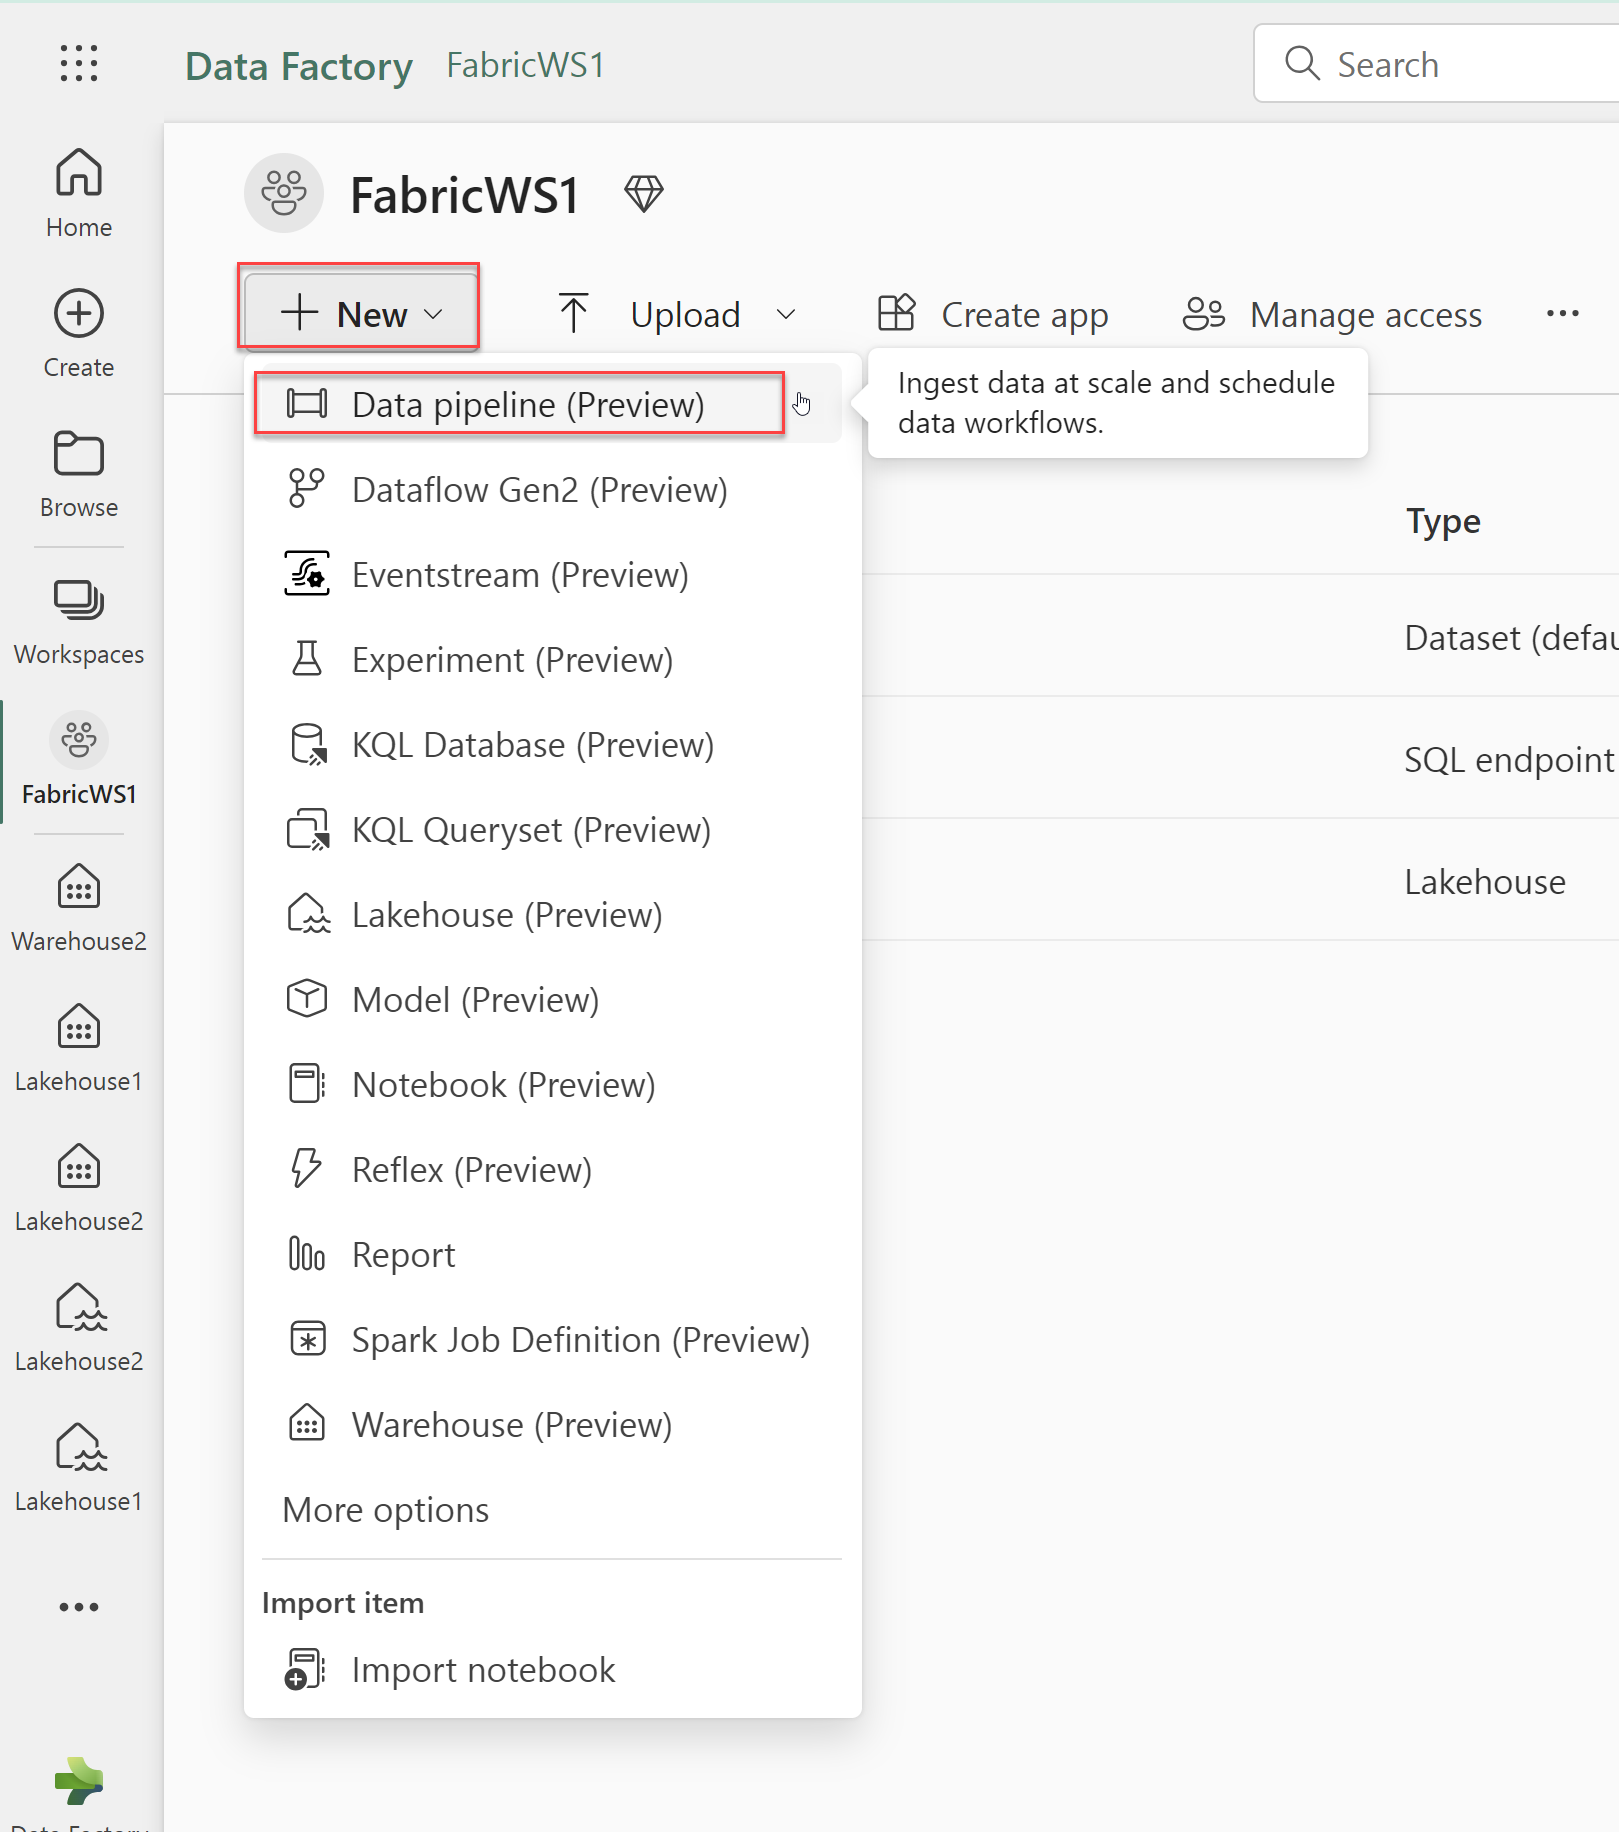 Data Factory FabricWS1
Search
Home
Create
Browse
Workspaces
FabricWS1
Warehouse2
Lakehouse1
Lakehouse2
Lakehouse2
Lakehouse1
Data Factory
FabricWS1
New
Upload
Create app
Manage access
Data pipeline (Preview)
Ingest data at scale and schedule
data workflows.
Dataflow Gen2 (Preview)
Eventstream (Preview)
Experiment (Preview)
KQL Database (Preview)
KQL Queryset (Preview)
Lakehouse (Preview)
Model (Preview)
Notebook (Preview)
Reflex (Preview)
Report
Spark Job Definition (Preview)
Warehouse (Preview)
More options
Import item
Import notebook
Type
Dataset (defau
SQL endpoint
Lakehouse